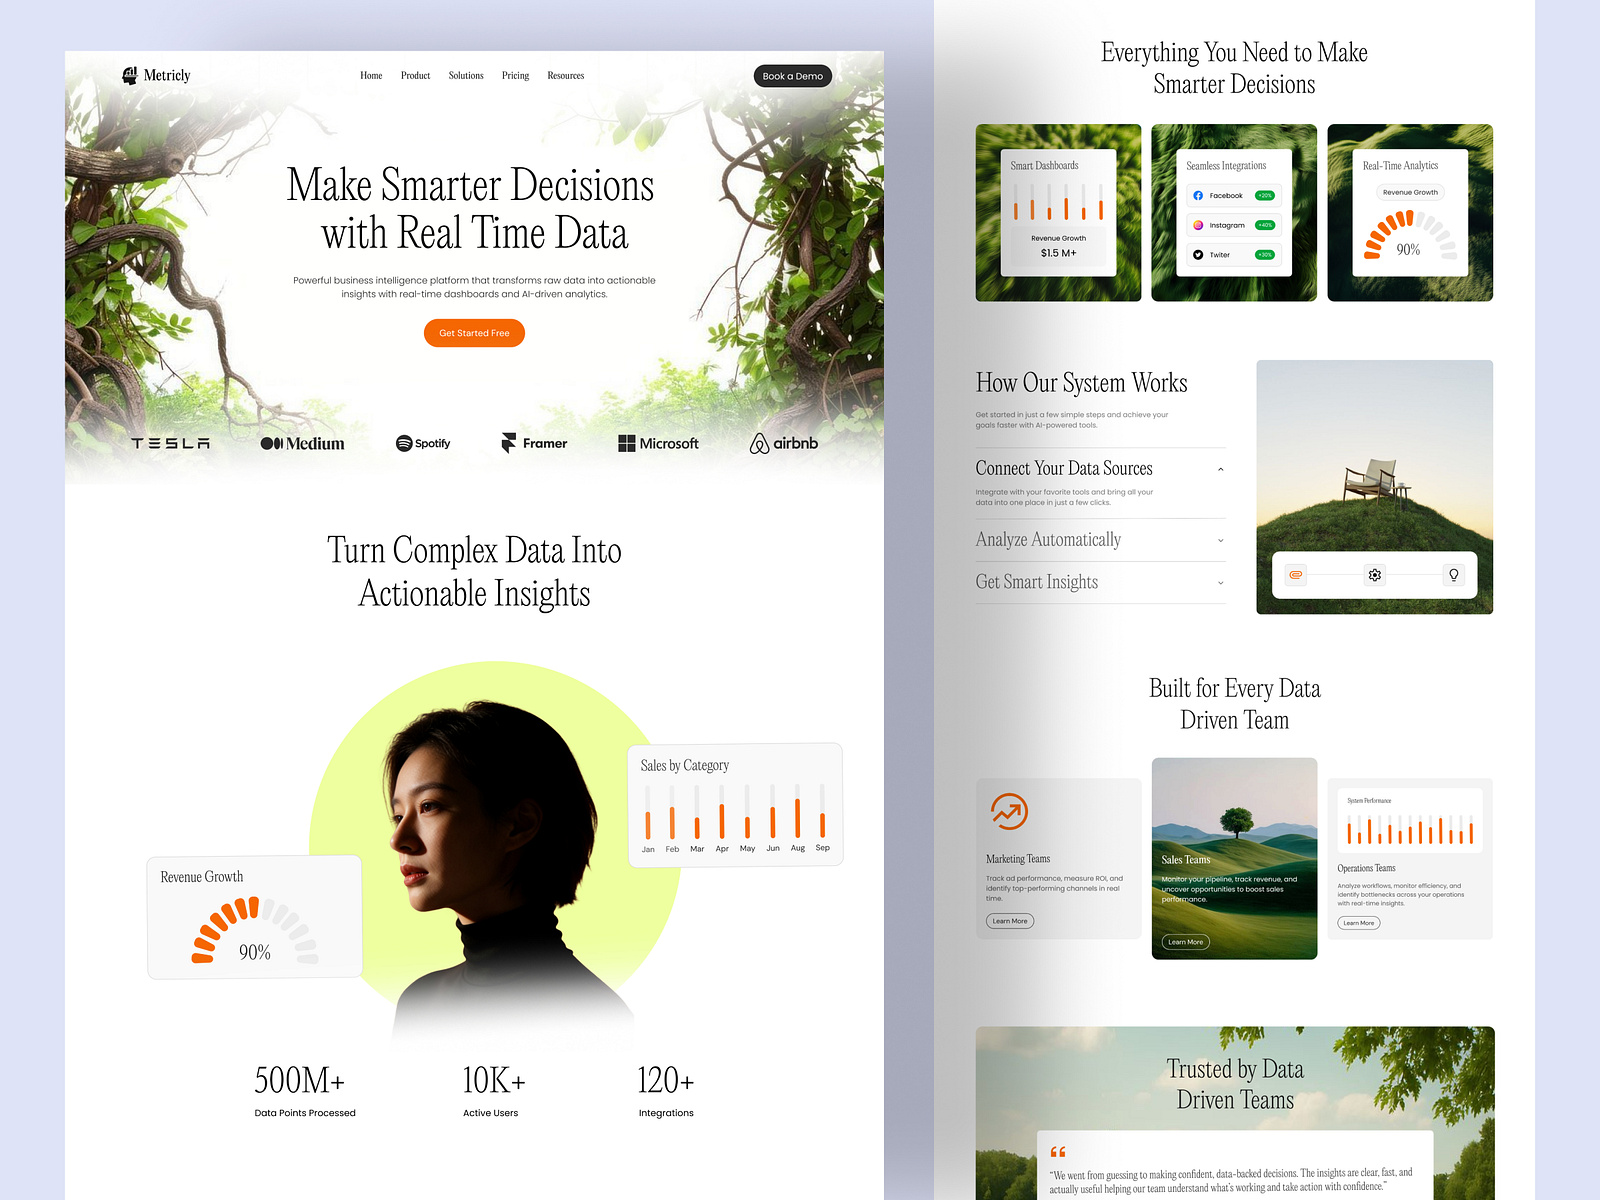 Metricly
Home Product Solutions Pricing Resources
Book a Demo
Make Smarter Decisions
with Real Time Data
Powerful business intelligence platform that transforms raw data into actionable
insights with real-time dashboards and AI-driven analytics.
Get Started Free
TESLA
Medium
Spotify
Framer
Microsoft
airbnb
Turn Complex Data Into
Actionable Insights
Sales by Category
Jan Feb Mar Apr May Jun Aug Sep
Revenue Growth
90%
500M+
Data Points Processed
10K+
Active Users
120+
Integrations
Everything You Need to Make
Smarter Decisions
Smart Dashboards
Revenue Growth
$1.5 M+
Seamless Integrations
Facebook +20%
Instagram +40%
Twiter +30%
Real-Time Analytics
Revenue Growth
90%
How Our System Works
Get started in just a few simple steps and achieve your
goals faster with AI-powered tools.
Connect Your Data Sources
Integrate with your favorite tools and bring all your
data into one place in just a few clicks.
Analyze Automatically
Get Smart Insights
Built for Every Data
Driven Team
Marketing Teams
Track ad performance, measure ROI, and
identify top-performing channels in real
time.
Learn More
Sales Teams
Monitor your pipeline, track revenue, and
uncover opportunities to boost sales
performance.
Learn More
System Performance
Operations Teams
Analyze workflows, monitor efficiency, and
identify bottlenecks across your operations
with real-time insights.
Learn More
Trusted by Data
Driven Teams
“We went from guessing to making confident, data-backed decisions. The insights are clear, fast, and
actually useful helping our team understand what’s working and take action with confidence.”